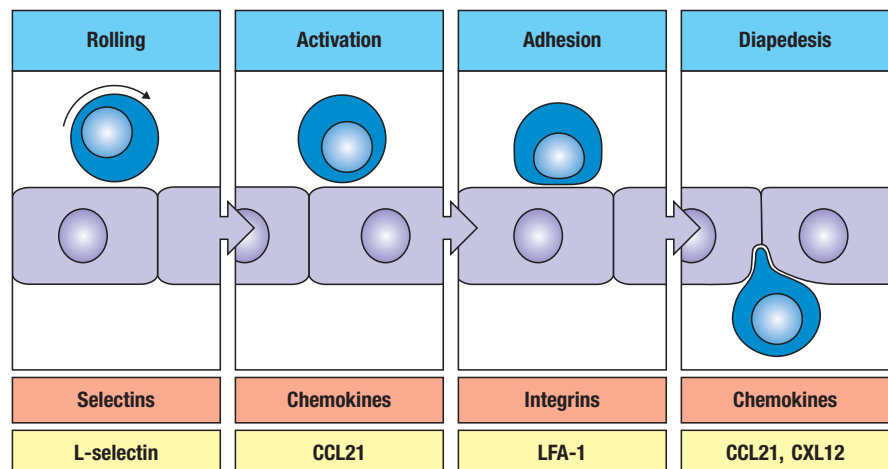 Rolling
Activation
Adhesion
Diapedesis
Selectins
Chemokines
Integrins
Chemokines
L-selectin
CCL21
LFA-1
CCL21, CXL12